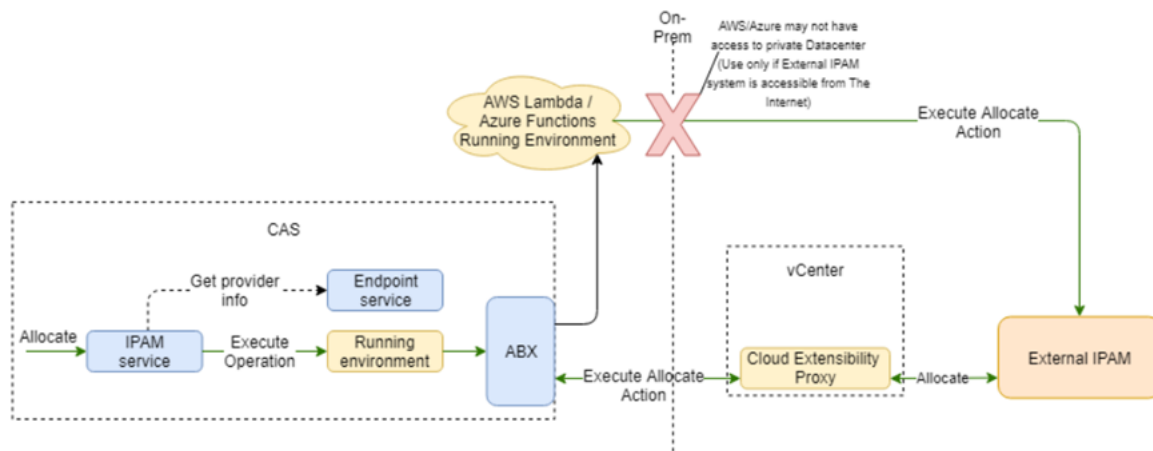 On-
Prem
AWS/Azure may not have
access to private Datacenter
(Use only if External IPAM
system is accessible from The
Internet)
AWS Lambda /
Azure Functions
Running Environment
Execute Allocate
Action
CAS
Get provider
info
Endpoint
service
Allocate
IPAM
service
Execute
Operation
Running
environment
ABX
Execute Allocate
Action
vCenter
Cloud Extensibility
Proxy
Allocate
External IPAM